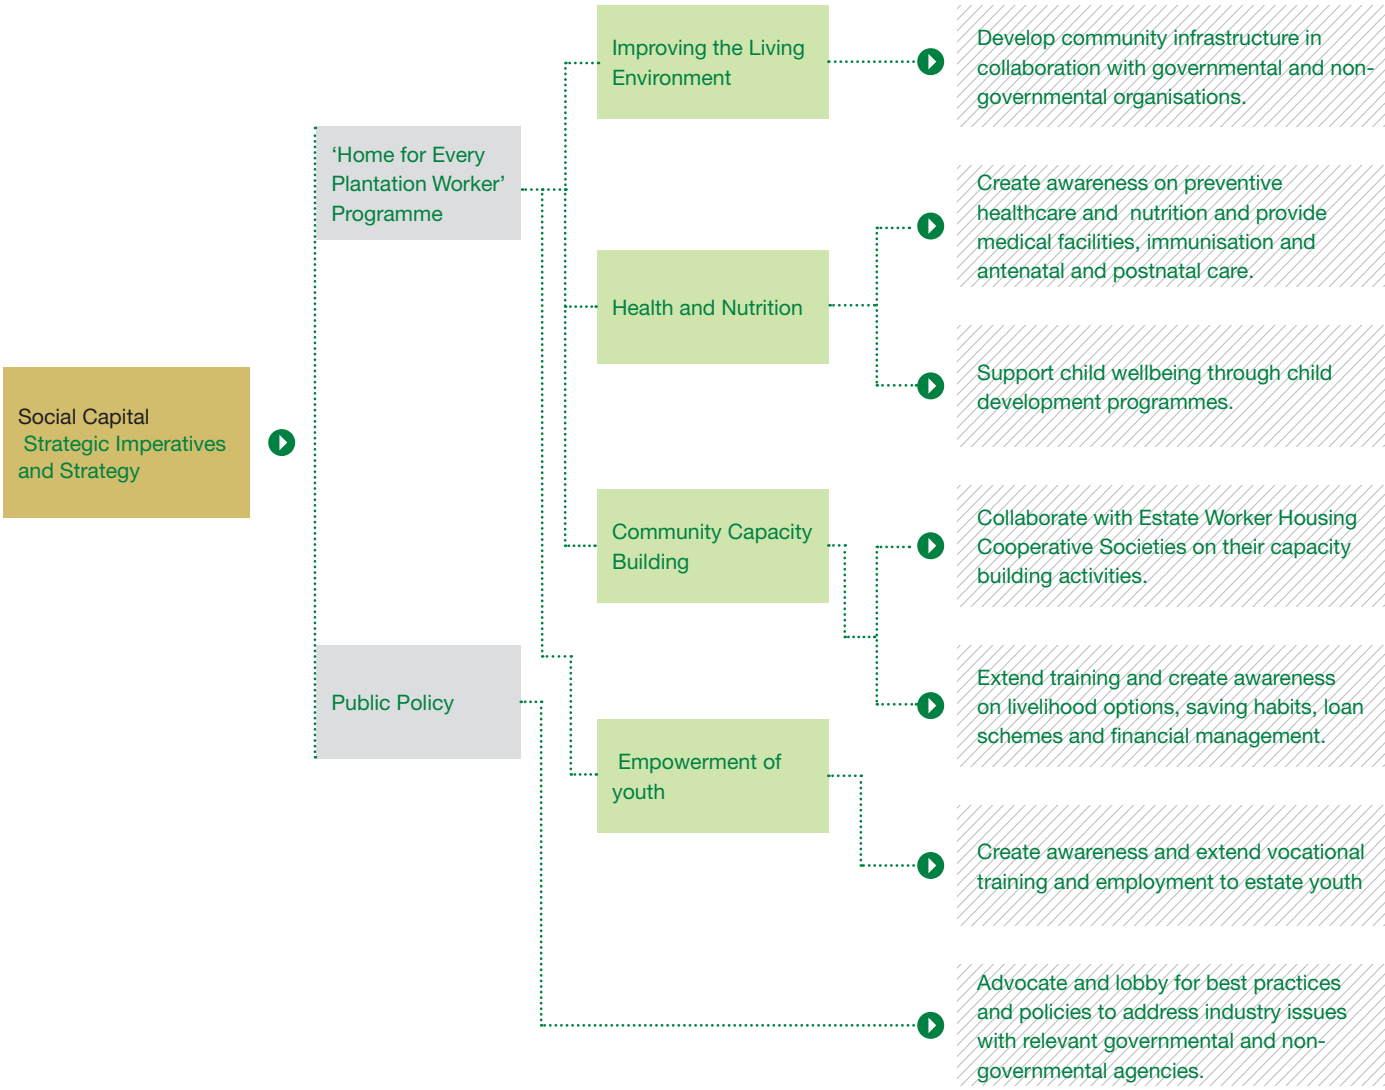 Social Capital
Strategic Imperatives
and Strategy
‘Home for Every
Plantation Worker’
Programme
Public Policy
Improving the Living
Environment
Health and Nutrition
Community Capacity
Building
Empowerment of
youth
Develop community infrastructure in
collaboration with governmental and non-
governmental organisations.
Create awareness on preventive
healthcare and nutrition and provide
medical facilities, immunisation and
antenatal and postnatal care.
Support child wellbeing through child
development programmes.
Collaborate with Estate Worker Housing
Cooperative Societies on their capacity
building activities.
Extend training and create awareness
on livelihood options, saving habits, loan
schemes and financial management.
Create awareness and extend vocational
training and employment to estate youth
Advocate and lobby for best practices
and policies to address industry issues
with relevant governmental and non-
governmental agencies.